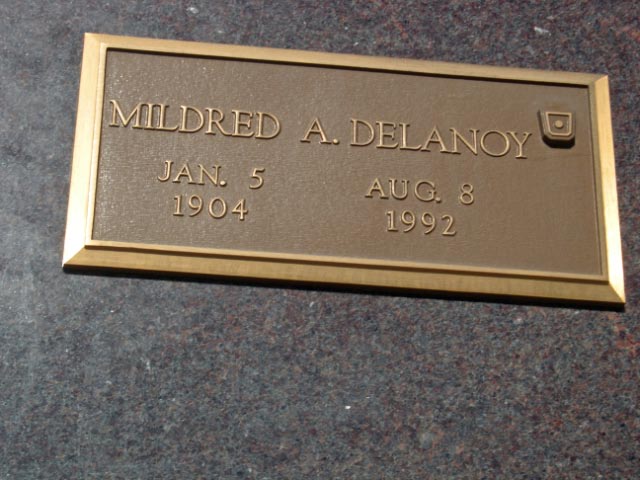 MILDRED A. DELANOY
JAN. 5 AUG. 8
1904 1992